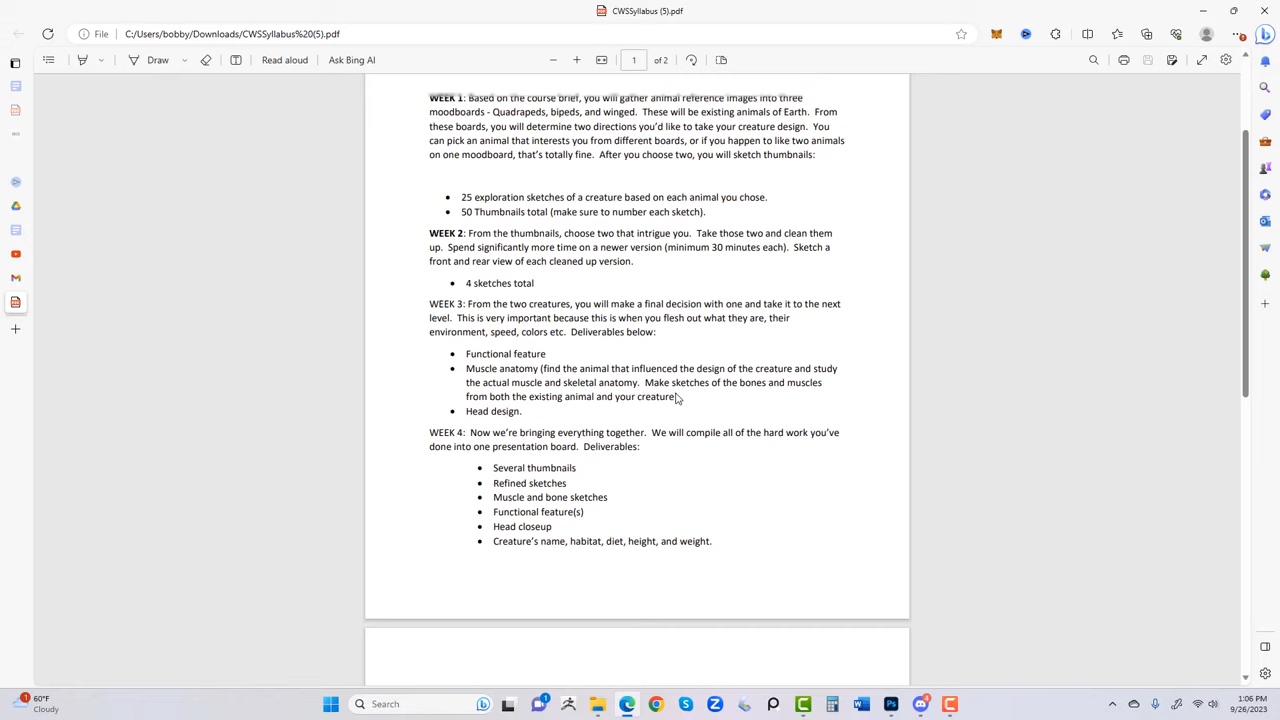 CWSSyllabus (5).pdf
File C:/Users/bobby/Downloads/CWSSyllabus%20(5).pdf
Draw Read aloud Ask Bing AI 1 of 2
WEEK 1: Based on the course brief, you will gather animal reference images into three
moodboards - Quadrapeds, bipeds, and winged. These will be existing animals of Earth. From
these boards, you will determine two directions you'd like to take your creature design. You
can pick an animal that interests you from different boards, or if you happen to like two animals
on one moodboard, that's totally fine. After you choose two, you will sketch thumbnails:
• 25 exploration sketches of a creature based on each animal you chose.
• 50 Thumbnails total (make sure to number each sketch).
WEEK 2: From the thumbnails, choose two that intrigue you. Take those two and clean them
up. Spend significantly more time on a newer version (minimum 30 minutes each). Sketch a
front and rear view of each cleaned up version.
• 4 sketches total
WEEK 3: From the two creatures, you will make a final decision with one and take it to the next
level. This is very important because this is when you flesh out what they are, their
environment, speed, colors etc. Deliverables below:
• Functional feature
• Muscle anatomy (find the animal that influenced the design of the creature and study
the actual muscle and skeletal anatomy. Make sketches of the bones and muscles
from both the existing animal and your creature
• Head design.
WEEK 4: Now we're bringing everything together. We will compile all of the hard work you've
done into one presentation board. Deliverables:
• Several thumbnails
• Refined sketches
• Muscle and bone sketches
• Functional feature(s)
• Head closeup
• Creature's name, habitat, diet, height, and weight.
1 60°F
Cloudy
Search
1
4
1:06 PM
9/26/2023